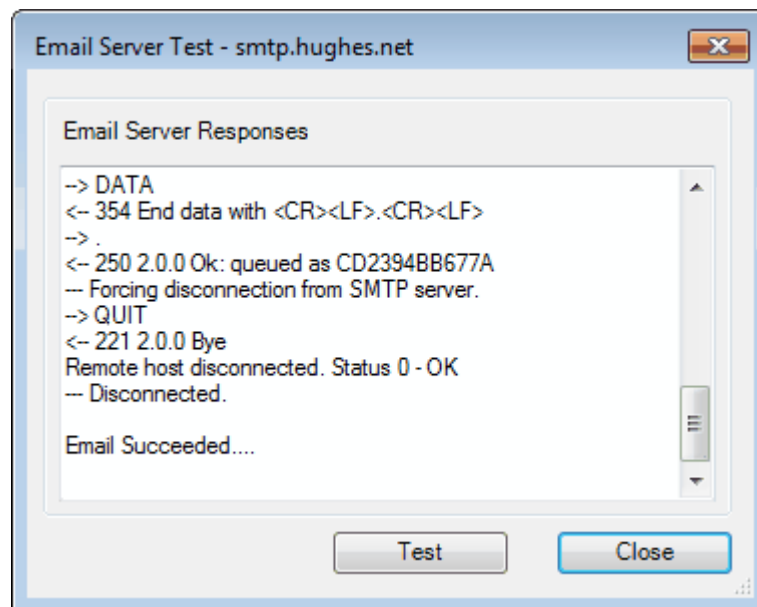 Email Server Test - smtp.hughes.net
Email Server Responses
--> DATA
<-- 354 End data with <CR><LF>.<CR><LF>
--> .
<-- 250 2.0.0 Ok: queued as CD2394BB677A
--- Forcing disconnection from SMTP server.
--> QUIT
<-- 221 2.0.0 Bye
Remote host disconnected. Status 0 - OK
--- Disconnected.
Email Succeeded....
Test
Close